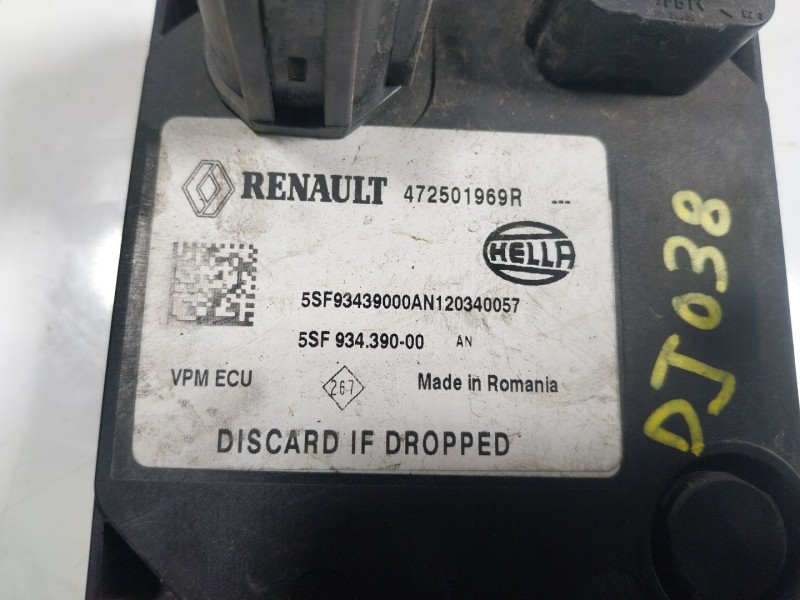 RENAULT 472501969R ---
HELLA
5SF93439000AN120340057
5SF 934.390-00 AN
VPM ECU
267
Made in Romania
DISCARD IF DROPPED
DJ038